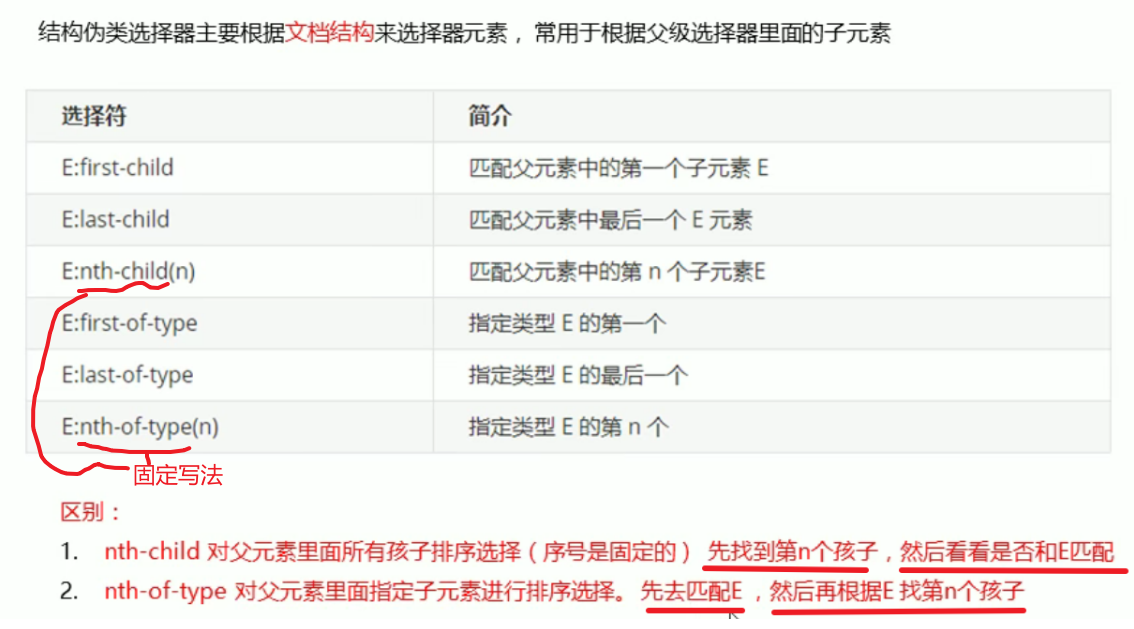 结构伪类选择器主要根据文档结构来选择器元素，常用于根据父级选择器里面的子元素
选择符 简介
E:first-child 匹配父元素中的第一个子元素 E
E:last-child 匹配父元素中最后一个 E 元素
E:nth-child(n) 匹配父元素中的第 n 个子元素E
E:first-of-type 指定类型 E 的第一个
E:last-of-type 指定类型 E 的最后一个
E:nth-of-type(n) 指定类型 E 的第 n 个
固定写法
区别：
1. nth-child 对父元素里面所有孩子排序选择（序号是固定的） 先找到第n个孩子，然后看看是否和E匹配
2. nth-of-type 对父元素里面指定子元素进行排序选择。 先去匹配E ，然后再根据E 找第n个孩子